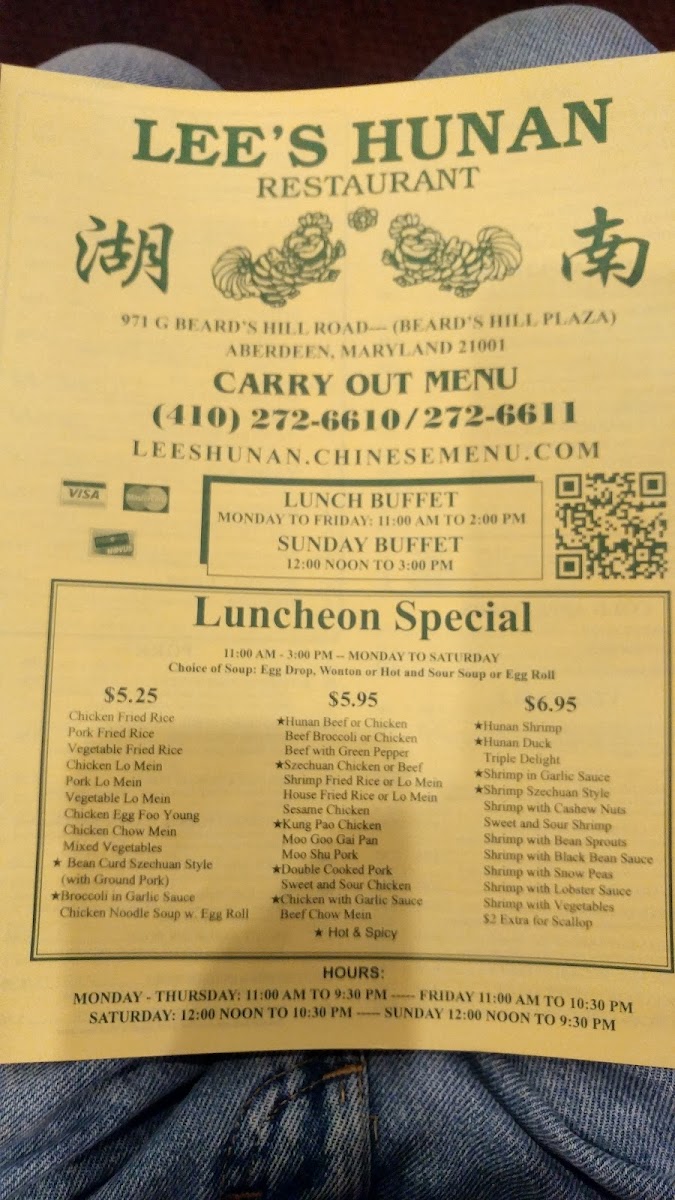 LEE'S HUNAN
RESTAURANT
湖 南
971 G BEARD'S HILL ROAD— (BEARD'S HILL PLAZA)
ABERDEEN, MARYLAND 21001
CARRY OUT MENU
(410) 272-6610/272-6611
LEESHUNAN.CHINESEMENU.COM
VISA
MasterCard
LUNCH BUFFET
MONDAY TO FRIDAY: 11:00 AM TO 2:00 PM
SUNDAY BUFFET
12:00 NOON TO 3:00 PM
Luncheon Special
11:00 AM - 3:00 PM -- MONDAY TO SATURDAY
Choice of Soup: Egg Drop, Wonton or Hot and Sour Soup or Egg Roll
$5.25
Chicken Fried Rice
Pork Fried Rice
Vegetable Fried Rice
Chicken Lo Mein
Pork Lo Mein
Vegetable Lo Mein
Chicken Egg Foo Young
Chicken Chow Mein
Mixed Vegetables
★ Bean Curd Szechuan Style
(with Ground Pork)
★Broccoli in Garlic Sauce
Chicken Noodle Soup w. Egg Roll
$5.95
★Hunan Beef or Chicken
Beef Broccoli or Chicken
Beef with Green Pepper
★Szechuan Chicken or Beef
Shrimp Fried Rice or Lo Mein
House Fried Rice or Lo Mein
Sesame Chicken
★Kung Pao Chicken
Moo Goo Gai Pan
Moo Shu Pork
★Double Cooked Pork
Sweet and Sour Chicken
★Chicken with Garlic Sauce
Beef Chow Mein
★ Hot & Spicy
$6.95
★Hunan Shrimp
★Hunan Duck
Triple Delight
★Shrimp in Garlic Sauce
★Shrimp Szechuan Style
Shrimp with Cashew Nuts
Sweet and Sour Shrimp
Shrimp with Bean Sprouts
Shrimp with Black Bean Sauce
Shrimp with Snow Peas
Shrimp with Lobster Sauce
Shrimp with Vegetables
$2 Extra for Scallop
HOURS:
MONDAY - THURSDAY: 11:00 AM TO 9:30 PM ----- FRIDAY 11:00 AM TO 10:30 PM
SATURDAY: 12:00 NOON TO 10:30 PM ----- SUNDAY 12:00 NOON TO 9:30 PM